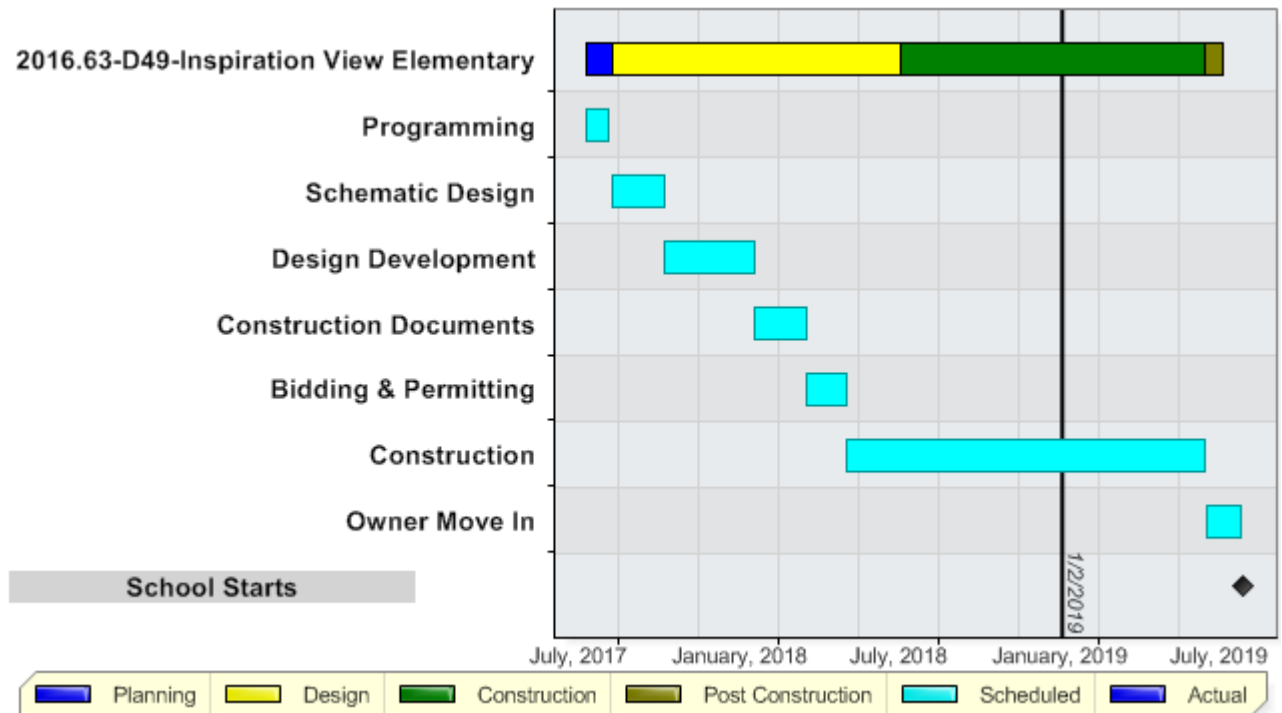 2016.63-D49-Inspiration View Elementary
Programming
Schematic Design
Design Development
Construction Documents
Bidding & Permitting
Construction
Owner Move In
School Starts
1/2/2019
July, 2017 January, 2018 July, 2018 January, 2019 July, 2019
Planning Design Construction Post Construction Scheduled Actual